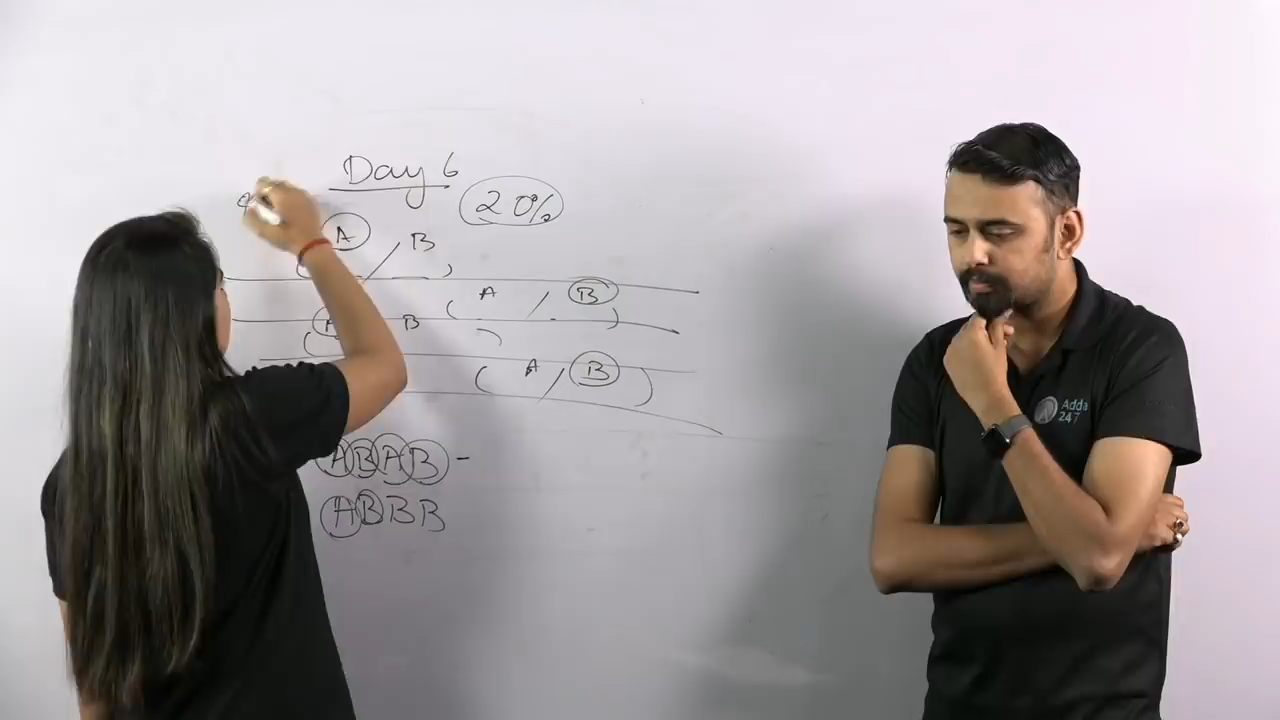 Day 6
20%
( A / B )
( A / B )
( A B )
( A / B )
ABAB -
ABBB
Adda
247